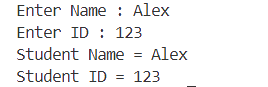 Enter Name : Alex
Enter ID : 123
Student Name = Alex
Student ID = 123 _